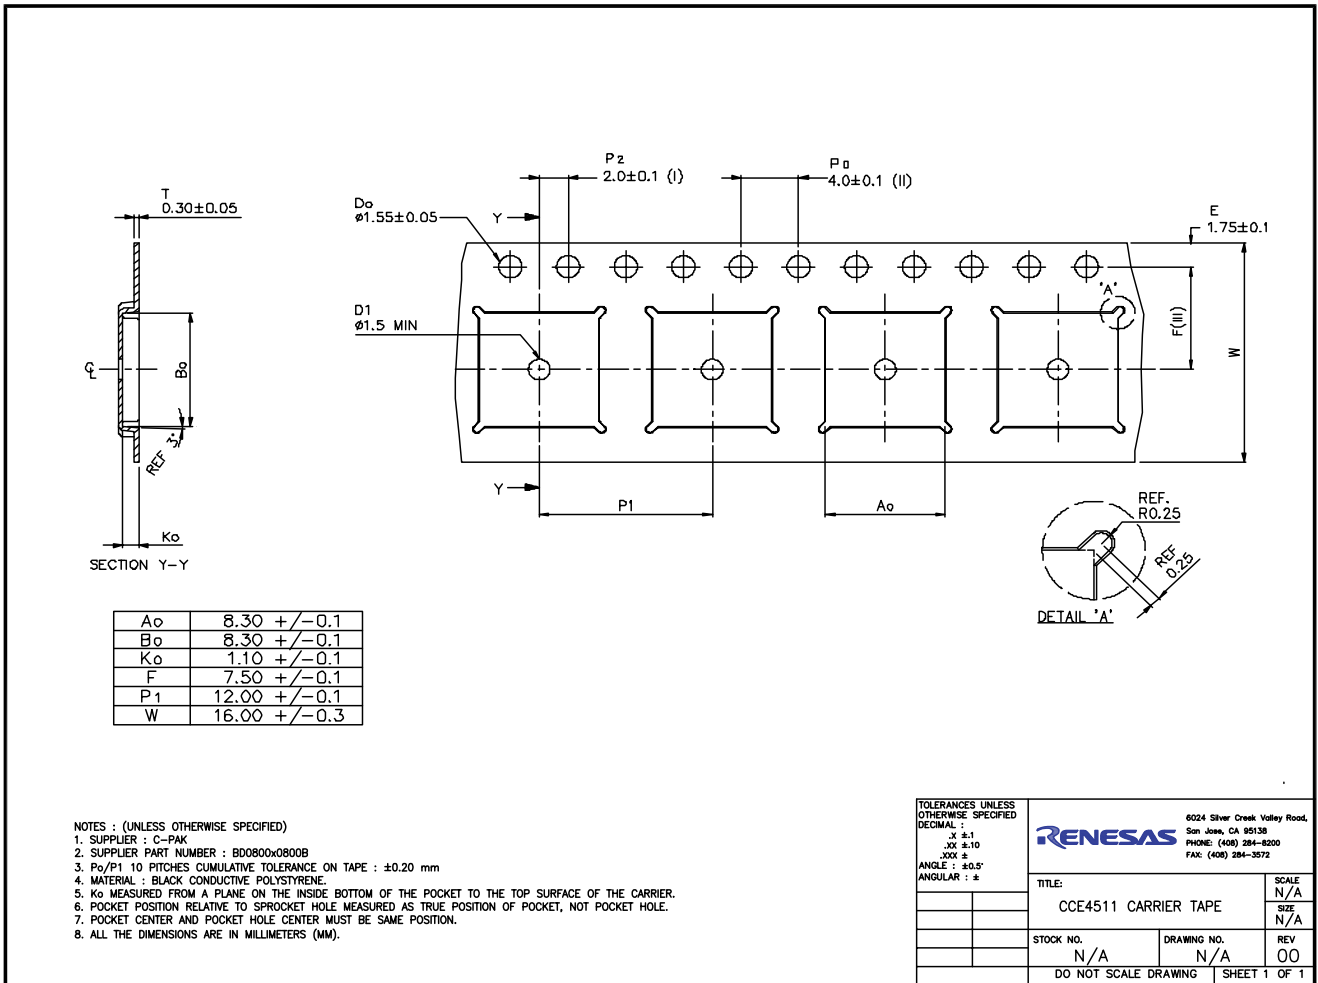 P2
2.0±0.1 (I)
Po
4.0±0.1 (II)
T
0.30±0.05
Do
ø1.55±0.05
Y
E
1.75±0.1
"A"
D1
ø1.5 MIN
F(III)
W
℄
Bo
REF 3°
Y
P1
Ao
Ko
SECTION Y-Y
REF.
R0.25
REF
0.25
DETAIL 'A'
Ao 8.30 +/-0.1
Bo 8.30 +/-0.1
Ko 1.10 +/-0.1
F 7.50 +/-0.1
P1 12.00 +/-0.1
W 16.00 +/-0.3
NOTES : (UNLESS OTHERWISE SPECIFIED)
1. SUPPLIER : C-PAK
2. SUPPLIER PART NUMBER : BD0800x0800B
3. Po/P1 10 PITCHES CUMULATIVE TOLERANCE ON TAPE : ±0.20 mm
4. MATERIAL : BLACK CONDUCTIVE POLYSTYRENE.
5. Ko MEASURED FROM A PLANE ON THE INSIDE BOTTOM OF THE POCKET TO THE TOP SURFACE OF THE CARRIER.
6. POCKET POSITION RELATIVE TO SPROCKET HOLE MEASURED AS TRUE POSITION OF POCKET, NOT POCKET HOLE.
7. POCKET CENTER AND POCKET HOLE CENTER MUST BE SAME POSITION.
8. ALL THE DIMENSIONS ARE IN MILLIMETERS (MM).
TOLERANCES UNLESS
OTHERWISE SPECIFIED
DECIMAL :
.X ±.1
.XX ±.10
.XXX ±
ANGLE : ±0.5°
ANGULAR : ±
RENESAS
6024 Silver Creek Valley Road,
San Jose, CA 95138
PHONE: (408) 284-8200
FAX: (408) 284-3572
TITLE:
CCE4511 CARRIER TAPE
SCALE
N/A
SIZE
N/A
STOCK NO.
N/A
DRAWING NO.
N/A
REV
00
DO NOT SCALE DRAWING
SHEET 1 OF 1